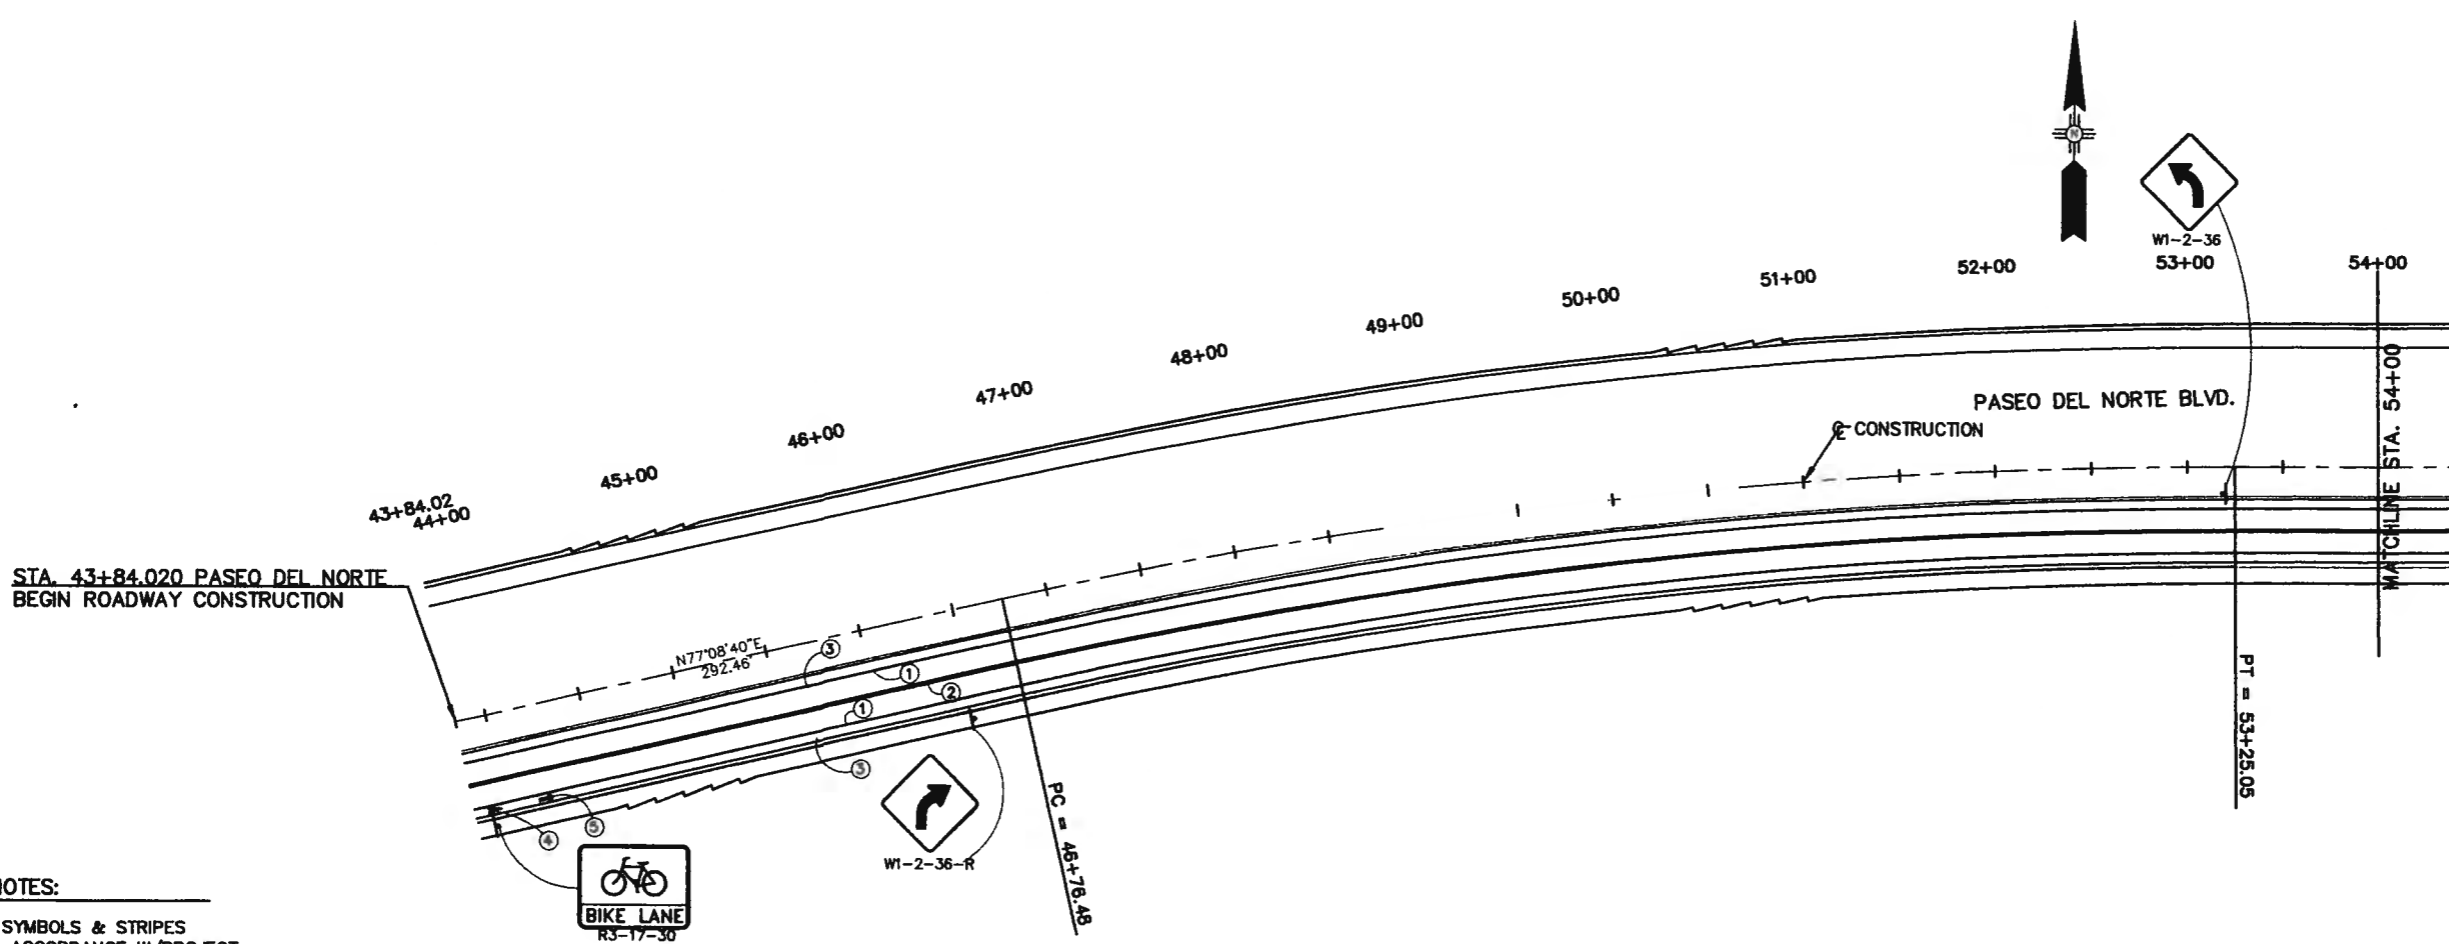 N
W1-2-36
43+84.02
44+00
45+00
46+00
47+00
48+00
49+00
50+00
51+00
52+00
53+00
54+00
PASEO DEL NORTE BLVD.
℄ CONSTRUCTION
MATCHLINE STA. 54+00
STA. 43+84.020 PASEO DEL NORTE
BEGIN ROADWAY CONSTRUCTION
N77°08'40"E
292.46'
3
1
2
1
3
4
5
PC = 46+76.48
PT = 53+25.05
W1-2-36-R
BIKE LANE
R3-17-30
NOTES:
SYMBOLS & STRIPES
ACCORDANCE W/PROJECT